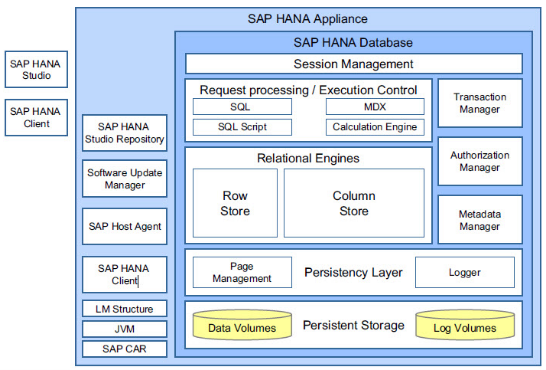 SAP HANA Appliance
SAP HANA
Studio
SAP HANA
Client
SAP HANA
Studio Repository
Software Update
Manager
SAP Host Agent
SAP HANA
Client
LM Structure
JVM
SAP CAR
SAP HANA Database
Session Management
Request processing / Execution Control
SQL
MDX
SQL Script
Calculation Engine
Relational Engines
Row
Store
Column
Store
Transaction
Manager
Authorization
Manager
Metadata
Manager
Page
Management
Persistency Layer
Logger
Data Volumes
Persistent Storage
Log Volumes